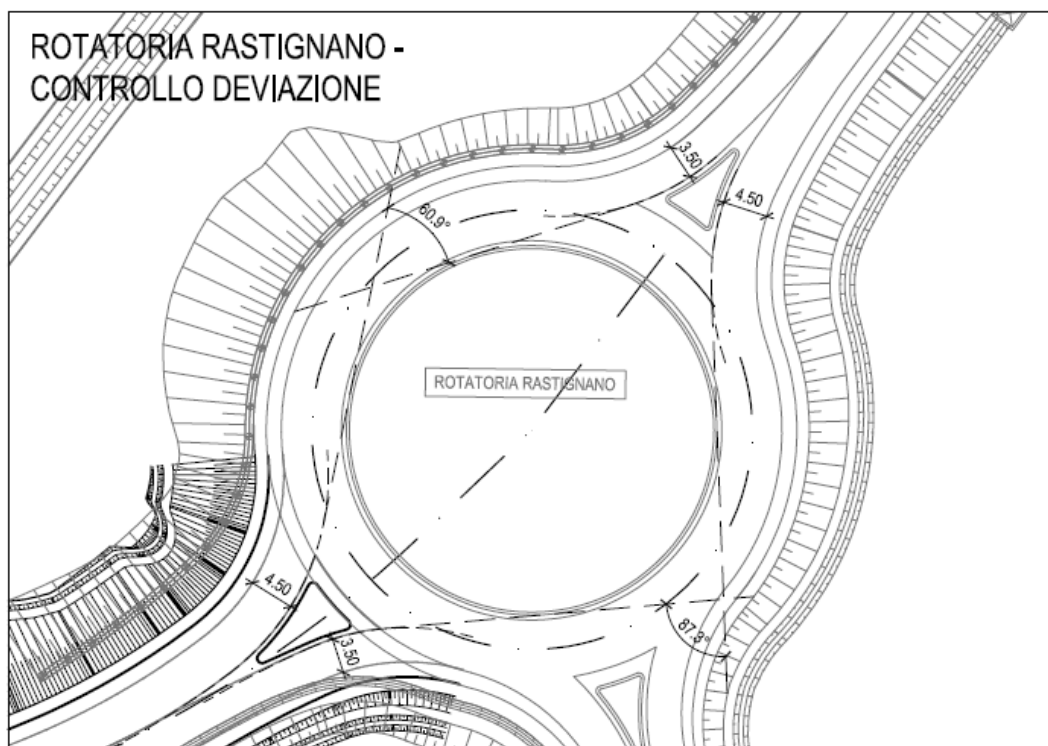 ROTATORIA RASTIGNANO -
CONTROLLO DEVIAZIONE
3.50
4.50
60.9°
ROTATORIA RASTIGNANO
4.50
3.50
87.3°